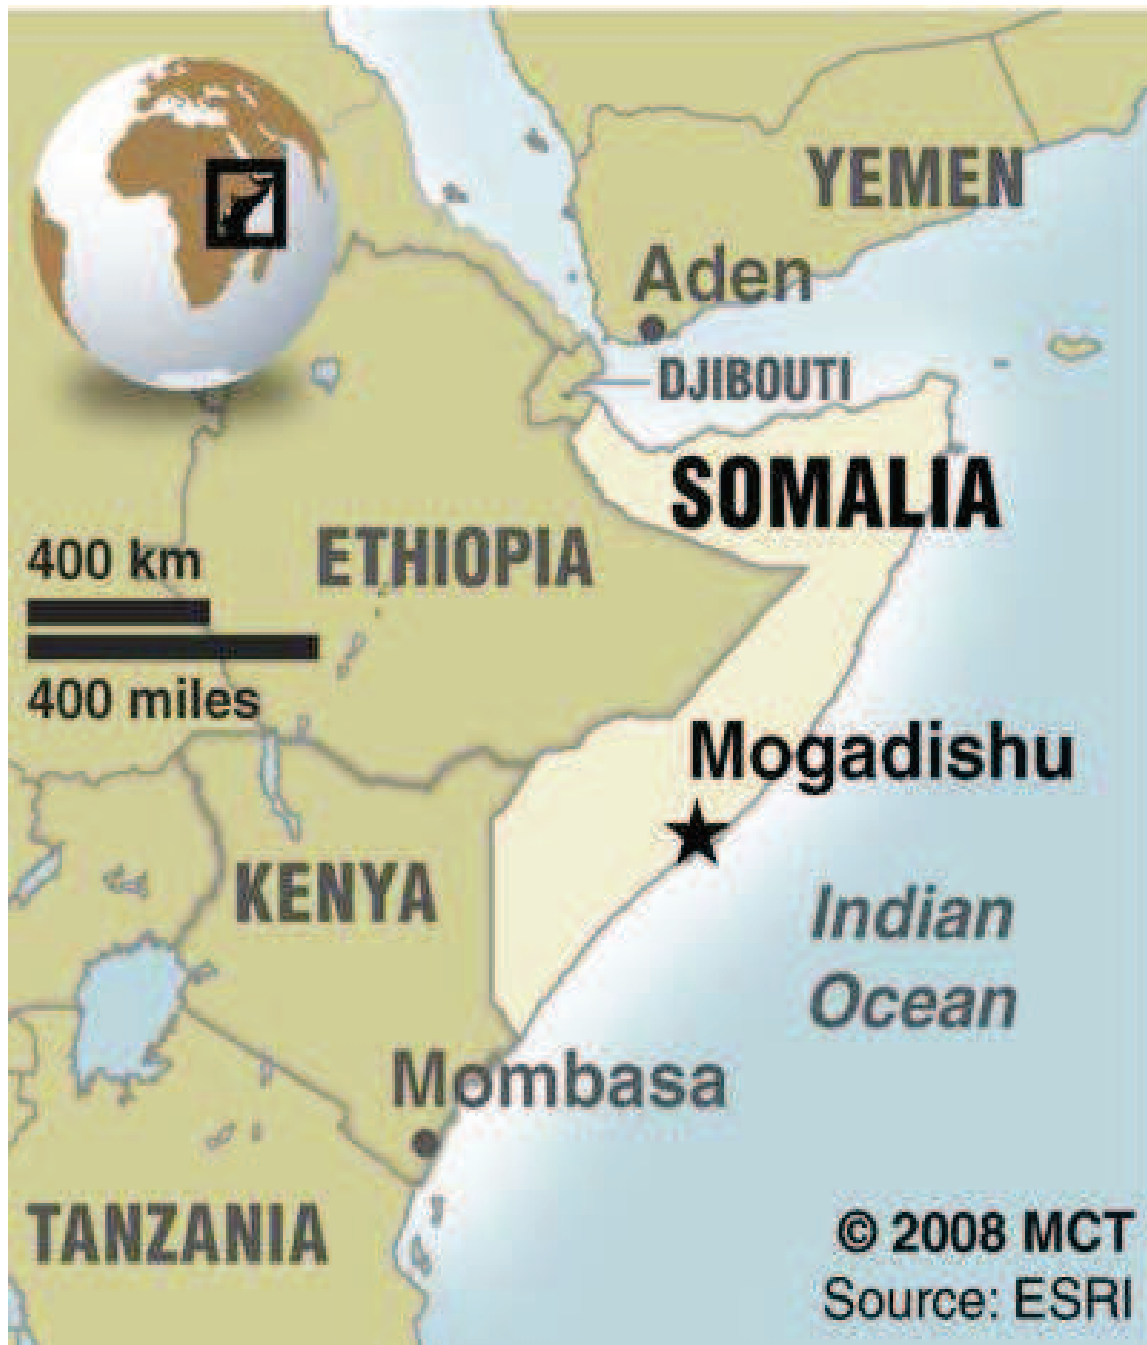 YEMEN
Aden
DJIBOUTI
SOMALIA
ETHIOPIA
400 km
400 miles
Mogadishu
KENYA
Indian
Ocean
Mombasa
TANZANIA
© 2008 MCT
Source: ESRI